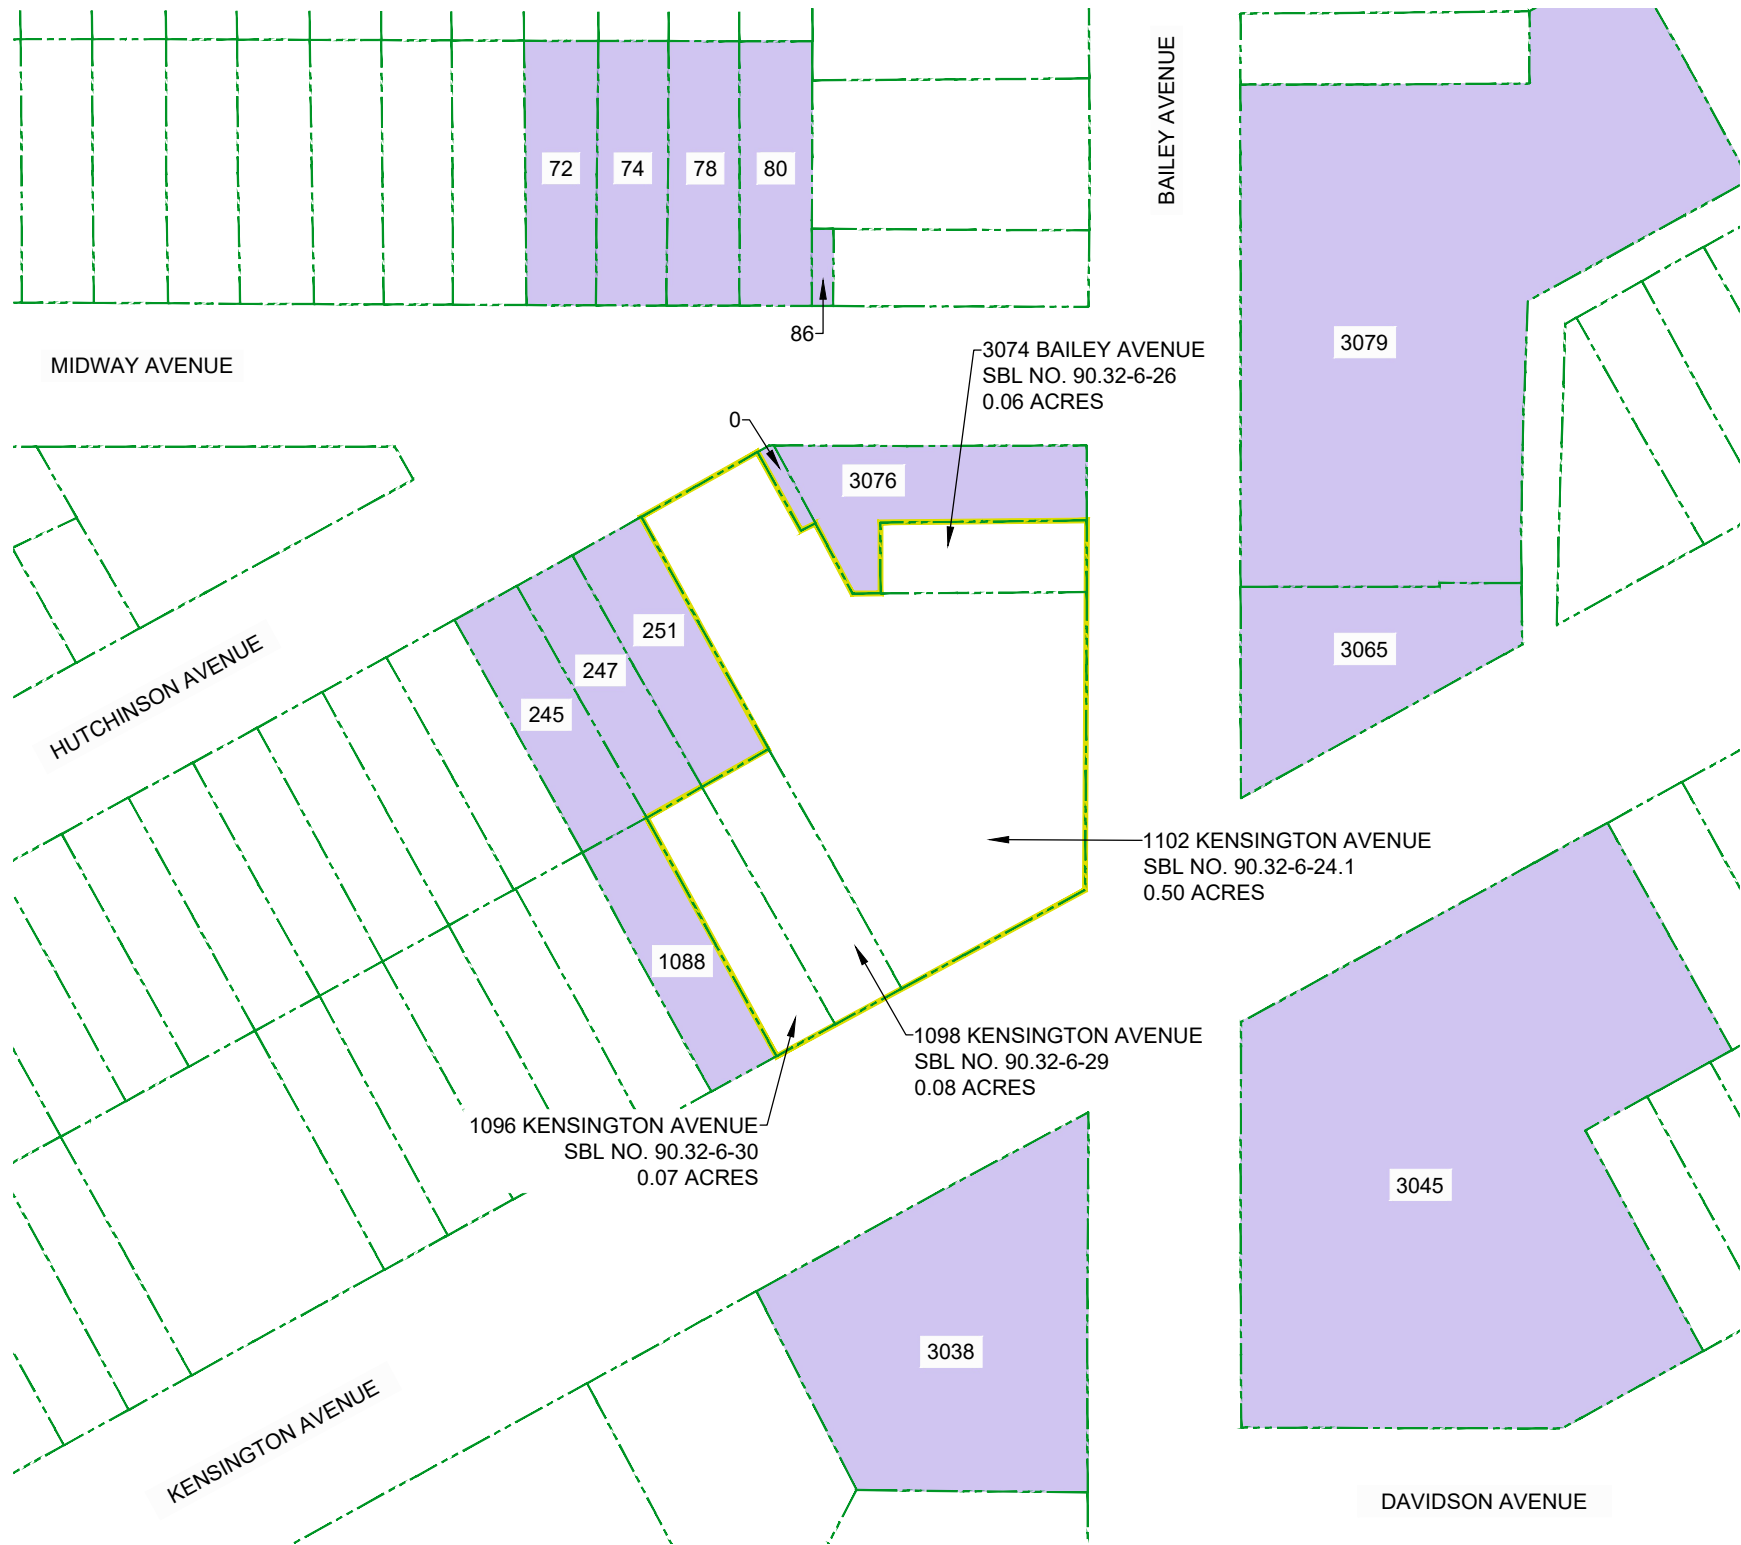 BAILEY AVENUE
72
74
78
80
86
MIDWAY AVENUE
3079
3074 BAILEY AVENUE
SBL NO. 90.32-6-26
0.06 ACRES
0
3076
251
247
245
3065
HUTCHINSON AVENUE
1102 KENSINGTON AVENUE
SBL NO. 90.32-6-24.1
0.50 ACRES
1088
1098 KENSINGTON AVENUE
SBL NO. 90.32-6-29
0.08 ACRES
1096 KENSINGTON AVENUE
SBL NO. 90.32-6-30
0.07 ACRES
3045
3038
KENSINGTON AVENUE
DAVIDSON AVENUE